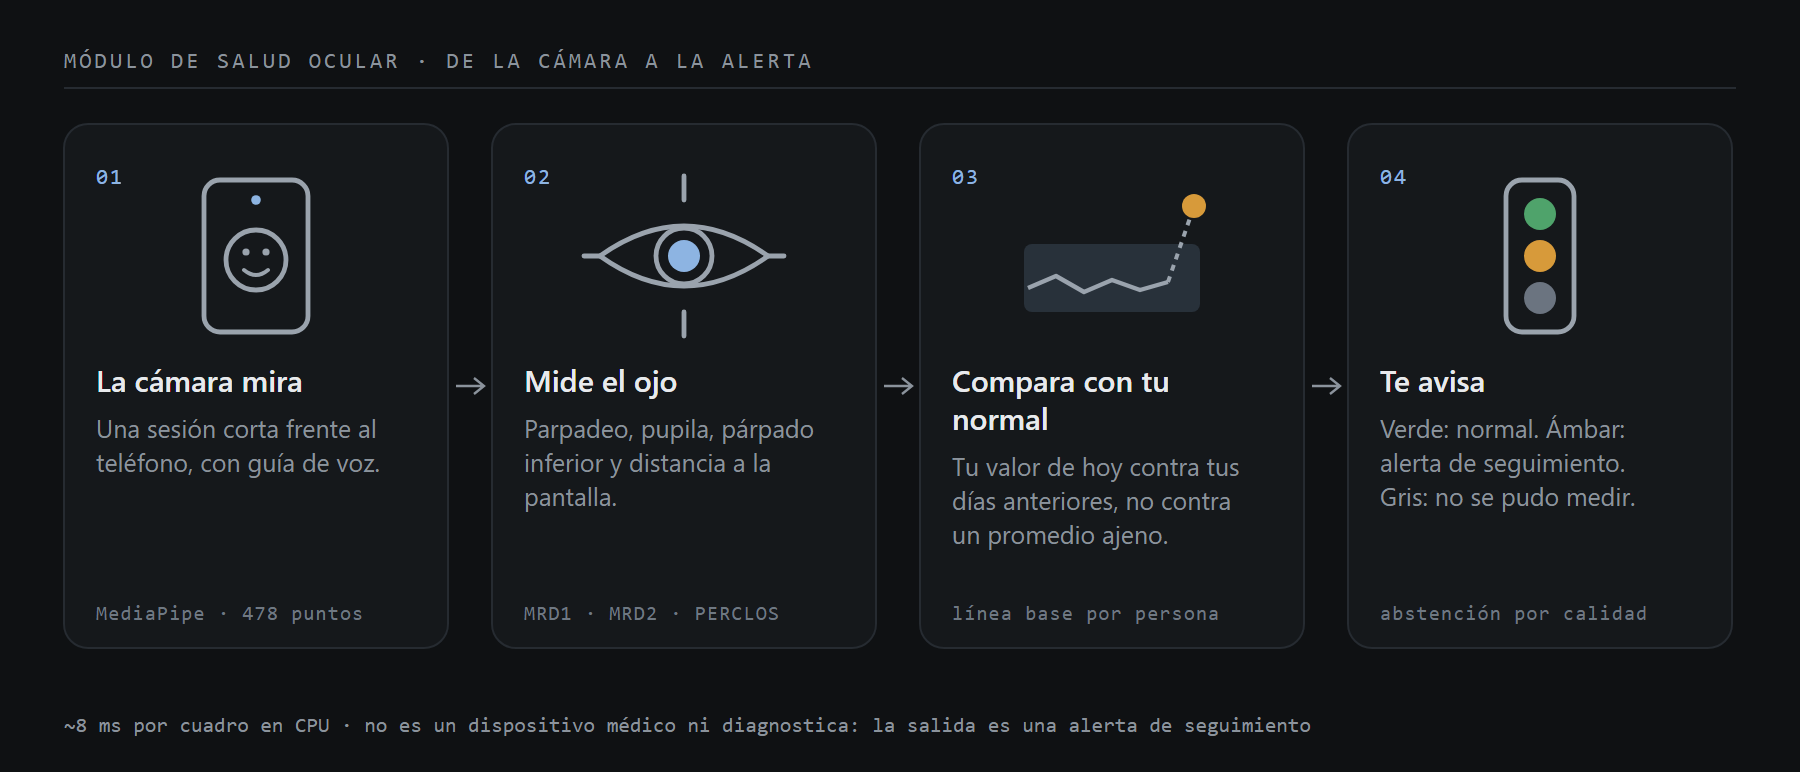 MÓDULO DE SALUD OCULAR · DE LA CÁMARA A LA ALERTA
01
La cámara mira
Una sesión corta frente al
teléfono, con guía de voz.
MediaPipe · 478 puntos
02
Mide el ojo
Parpadeo, pupila, párpado
inferior y distancia a la
pantalla.
MRD1 · MRD2 · PERCLOS
03
Compara con tu
normal
Tu valor de hoy contra tus
días anteriores, no contra
un promedio ajeno.
línea base por persona
04
Te avisa
Verde: normal. Ámbar:
alerta de seguimiento.
Gris: no se pudo medir.
abstención por calidad
~8 ms por cuadro en CPU · no es un dispositivo médico ni diagnostica: la salida es una alerta de seguimiento